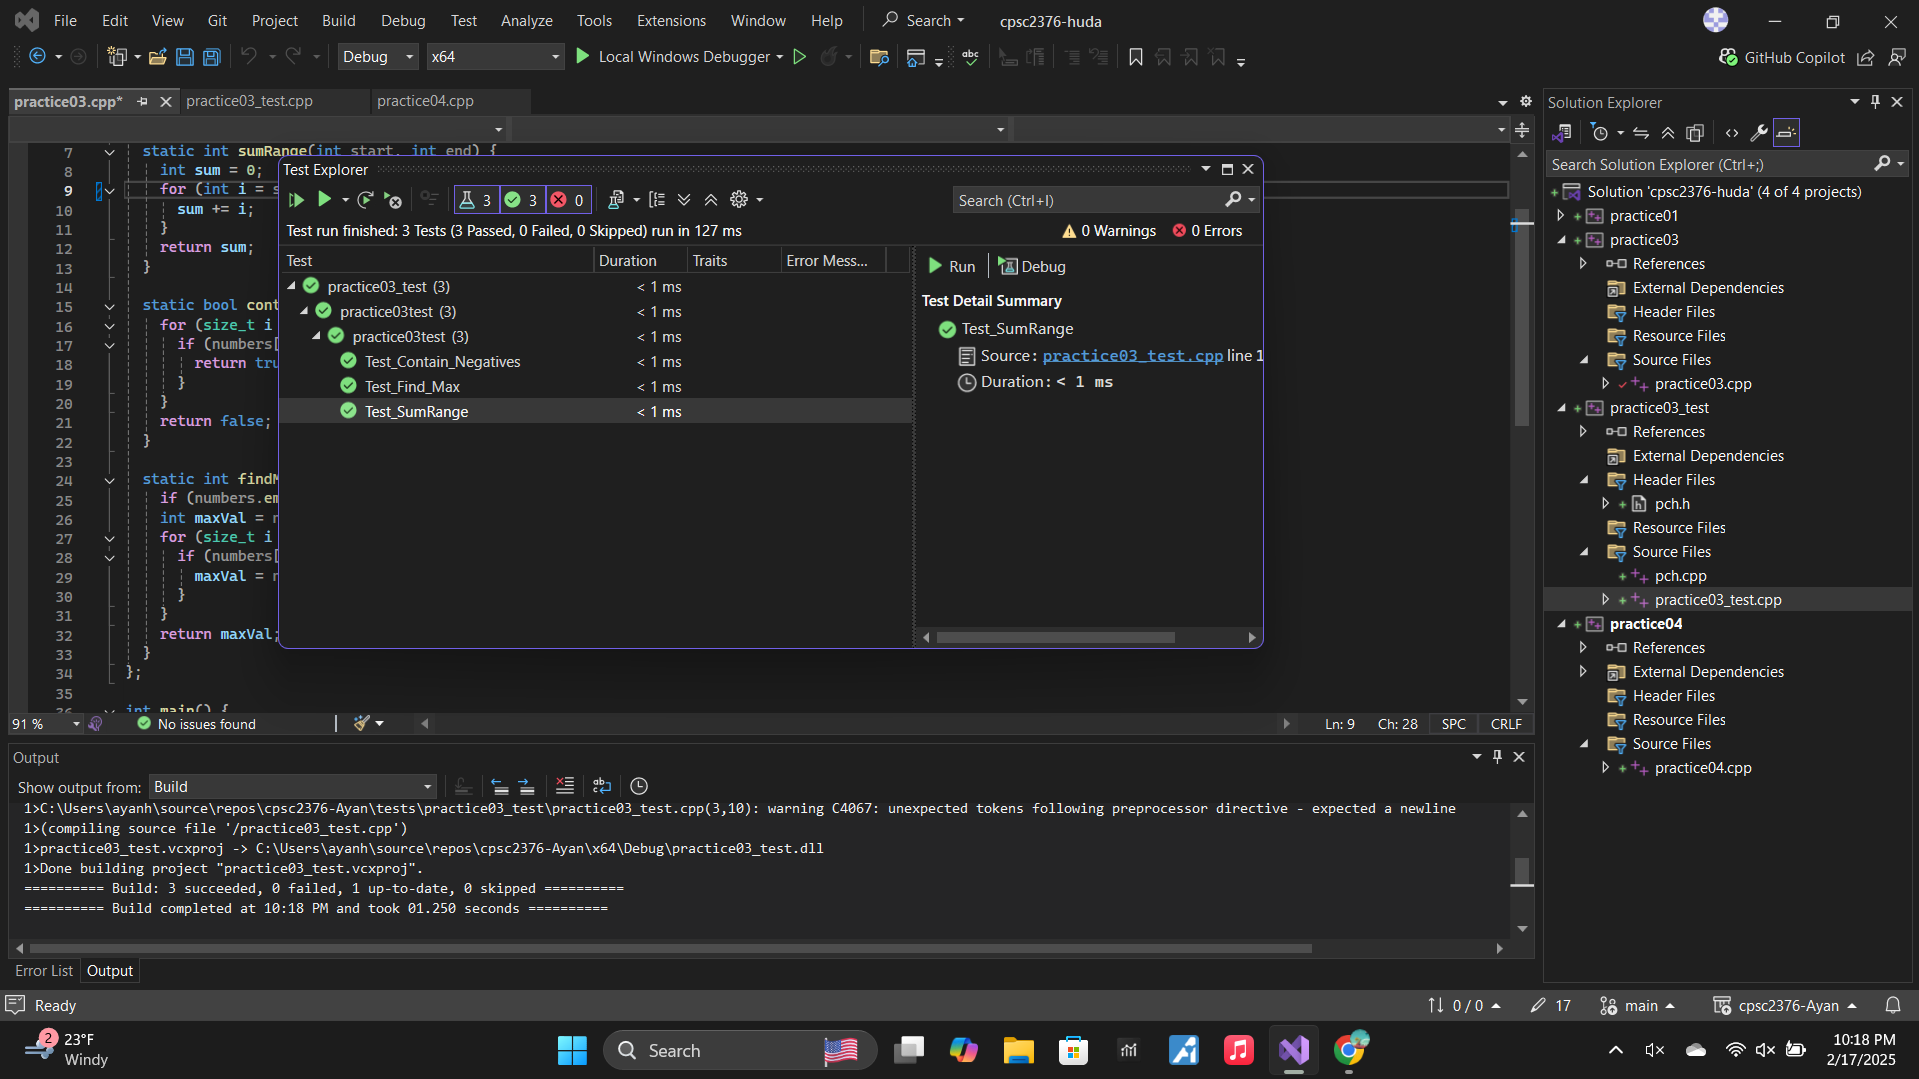 File Edit View Git Project Build Debug Test Analyze Tools Extensions Window Help Search cpsc2376-huda
Debug x64 Local Windows Debugger GitHub Copilot
practice03.cpp* practice03_test.cpp practice04.cpp
7 static int sumRange(int start, int end) {
8 int sum = 0;
9 for (int i = s
10 sum += i;
11 }
12 return sum;
13 }
14
15 static bool cont
16 for (size_t i
17 if (numbers[
18 return tru
19 }
20 }
21 return false;
22 }
23
24 static int findM
25 if (numbers.em
26 int maxVal = n
27 for (size_t i
28 if (numbers[
29 maxVal = n
30 }
31 }
32 return maxVal;
33 }
34 };
35
36 int main() {
91 % No issues found Ln: 9 Ch: 28 SPC CRLF
Test Explorer
3 3 0 Search (Ctrl+I)
Test run finished: 3 Tests (3 Passed, 0 Failed, 0 Skipped) run in 127 ms 0 Warnings 0 Errors
Test Duration Traits Error Mess...
practice03_test (3) < 1 ms
practice03test (3) < 1 ms
practice03test (3) < 1 ms
Test_Contain_Negatives < 1 ms
Test_Find_Max < 1 ms
Test_SumRange < 1 ms
Run Debug
Test Detail Summary
Test_SumRange
Source: practice03_test.cpp line 1
Duration: < 1 ms
Output
Show output from: Build
1>C:\Users\ayanh\source\repos\cpsc2376-Ayan\tests\practice03_test\practice03_test.cpp(3,10): warning C4067: unexpected tokens following preprocessor directive - expected a newline
1>(compiling source file '/practice03_test.cpp')
1>practice03_test.vcxproj -> C:\Users\ayanh\source\repos\cpsc2376-Ayan\x64\Debug\practice03_test.dll
1>Done building project "practice03_test.vcxproj".
========== Build: 3 succeeded, 0 failed, 1 up-to-date, 0 skipped ==========
========== Build completed at 10:18 PM and took 01.250 seconds ==========
Error List Output
Solution Explorer
Search Solution Explorer (Ctrl+;)
Solution 'cpsc2376-huda' (4 of 4 projects)
practice01
practice03
References
External Dependencies
Header Files
Resource Files
Source Files
practice03.cpp
practice03_test
References
External Dependencies
Header Files
pch.h
Resource Files
Source Files
pch.cpp
practice03_test.cpp
practice04
References
External Dependencies
Header Files
Resource Files
Source Files
practice04.cpp
Ready 0 / 0 17 main cpsc2376-Ayan
2 23°F
Windy
Search
10:18 PM
2/17/2025